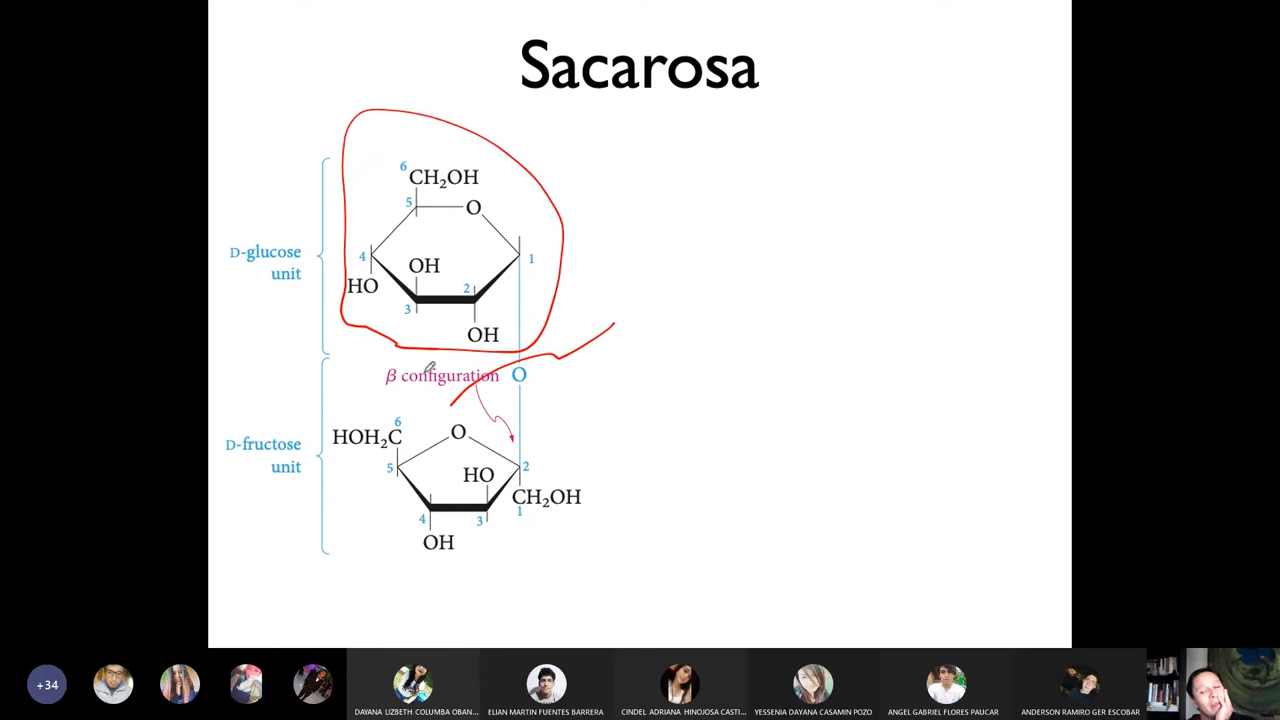 Sacarosa
6
CH₂OH
5
O
D-glucose
unit
4
OH
1
HO
2
3
OH
β configuration
O
6
HOH₂C
O
D-fructose
unit
5
2
HO
CH₂OH
4
3
1
OH
+34
DAYANA LIZBETH COLUMBA OBAN...
ELIAN MARTIN FUENTES BARRERA
CINDEL ADRIANA HINOJOSA CASTI...
YESSENIA DAYANA CASAMIN POZO
ANGEL GABRIEL FLORES PAUCAR
ANDERSON RAMIRO GER ESCOBAR